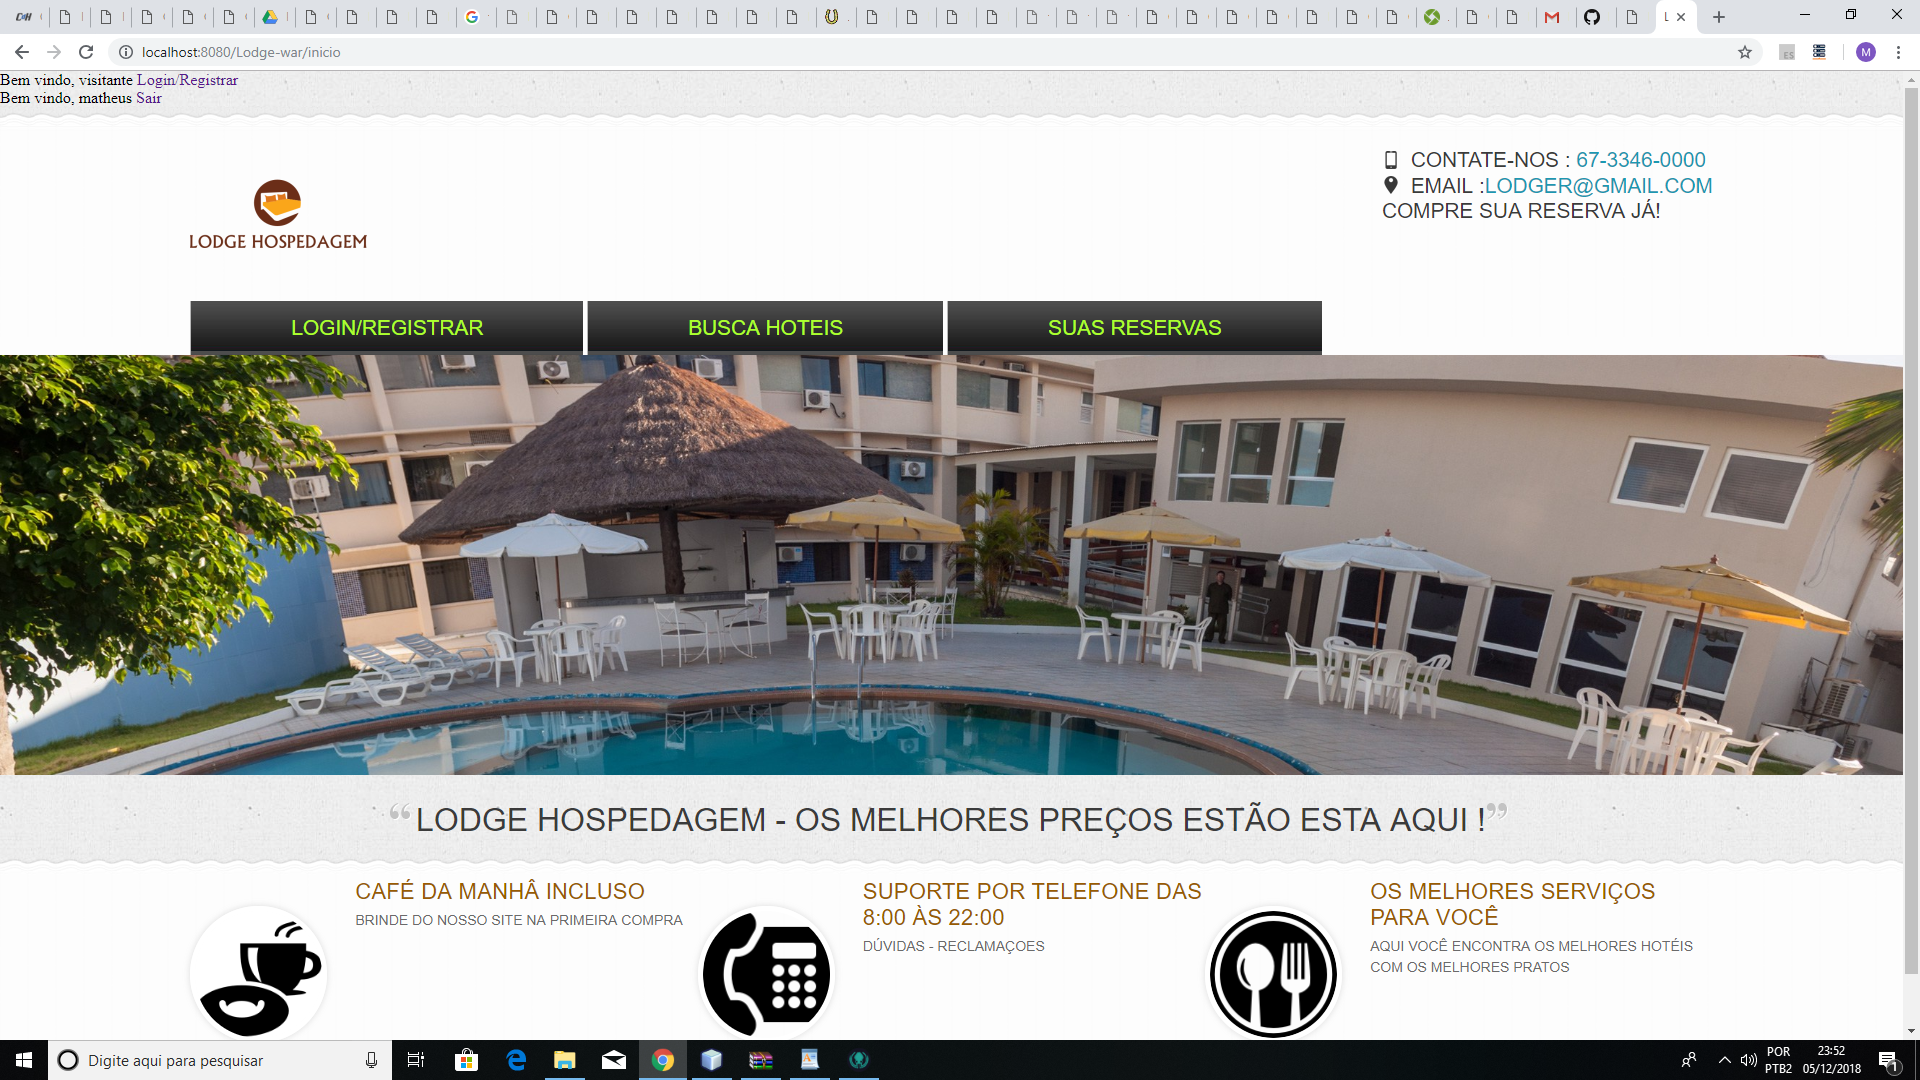 localhost:8080/Lodge-war/inicio
ES
M
Bem vindo, visitante Login/Registrar
Bem vindo, matheus Sair
CONTATE-NOS : 67-3346-0000
EMAIL :LODGER@GMAIL.COM
COMPRE SUA RESERVA JÁ!
LODGE HOSPEDAGEM
LOGIN/REGISTRAR
BUSCA HOTEIS
SUAS RESERVAS
“ LODGE HOSPEDAGEM - OS MELHORES PREÇOS ESTÃO ESTA AQUI !”
CAFÉ DA MANHÂ INCLUSO
BRINDE DO NOSSO SITE NA PRIMEIRA COMPRA
SUPORTE POR TELEFONE DAS
8:00 ÀS 22:00
DÚVIDAS - RECLAMAÇOES
OS MELHORES SERVIÇOS
PARA VOCÊ
AQUI VOCÊ ENCONTRA OS MELHORES HOTÉIS
COM OS MELHORES PRATOS
Digite aqui para pesquisar
POR
PTB2
23:52
05/12/2018
1